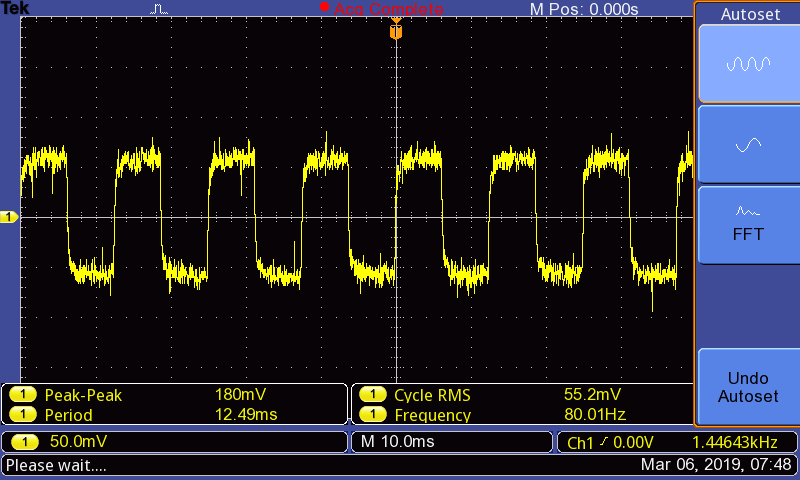 Tek Acq Complete M Pos: 0.000s
Autoset
T
1
FFT
1 Peak-Peak 180mV 1 Cycle RMS 55.2mV
1 Period 12.49ms 1 Frequency 80.01Hz
Undo
Autoset
1 50.0mV M 10.0ms Ch1 / 0.00V 1.44643kHz
Please wait.... Mar 06, 2019, 07:48